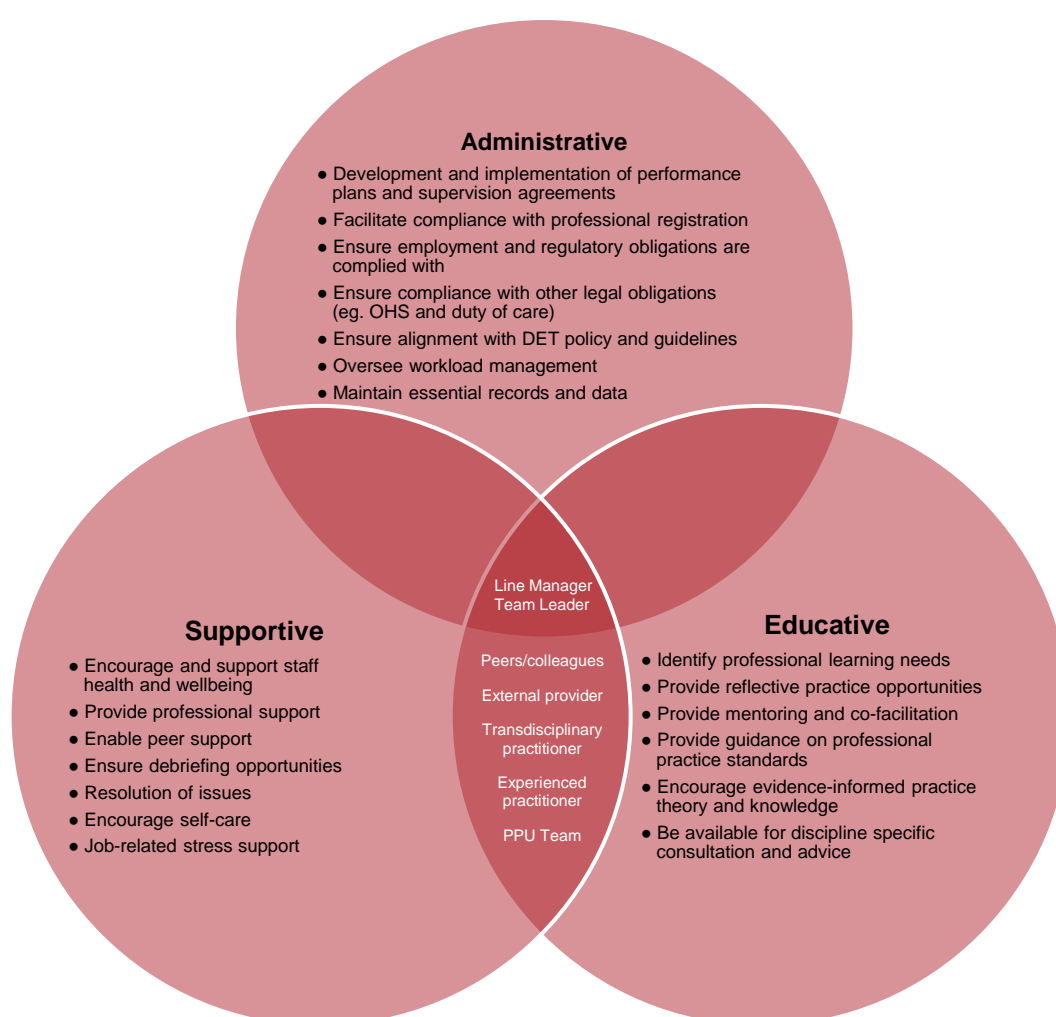 Administrative
● Development and implementation of performance
plans and supervision agreements
● Facilitate compliance with professional registration
● Ensure employment and regulatory obligations are
complied with
● Ensure compliance with other legal obligations
(eg. OHS and duty of care)
● Ensure alignment with DET policy and guidelines
● Oversee workload management
● Maintain essential records and data
Supportive
● Encourage and support staff
health and wellbeing
● Provide professional support
● Enable peer support
● Ensure debriefing opportunities
● Resolution of issues
● Encourage self-care
● Job-related stress support
Line Manager
Team Leader
Peers/colleagues
External provider
Transdisciplinary
practitioner
Experienced
practitioner
PPU Team
Educative
● Identify professional learning needs
● Provide reflective practice opportunities
● Provide mentoring and co-facilitation
● Provide guidance on professional
practice standards
● Encourage evidence-informed practice
theory and knowledge
● Be available for discipline specific
consultation and advice